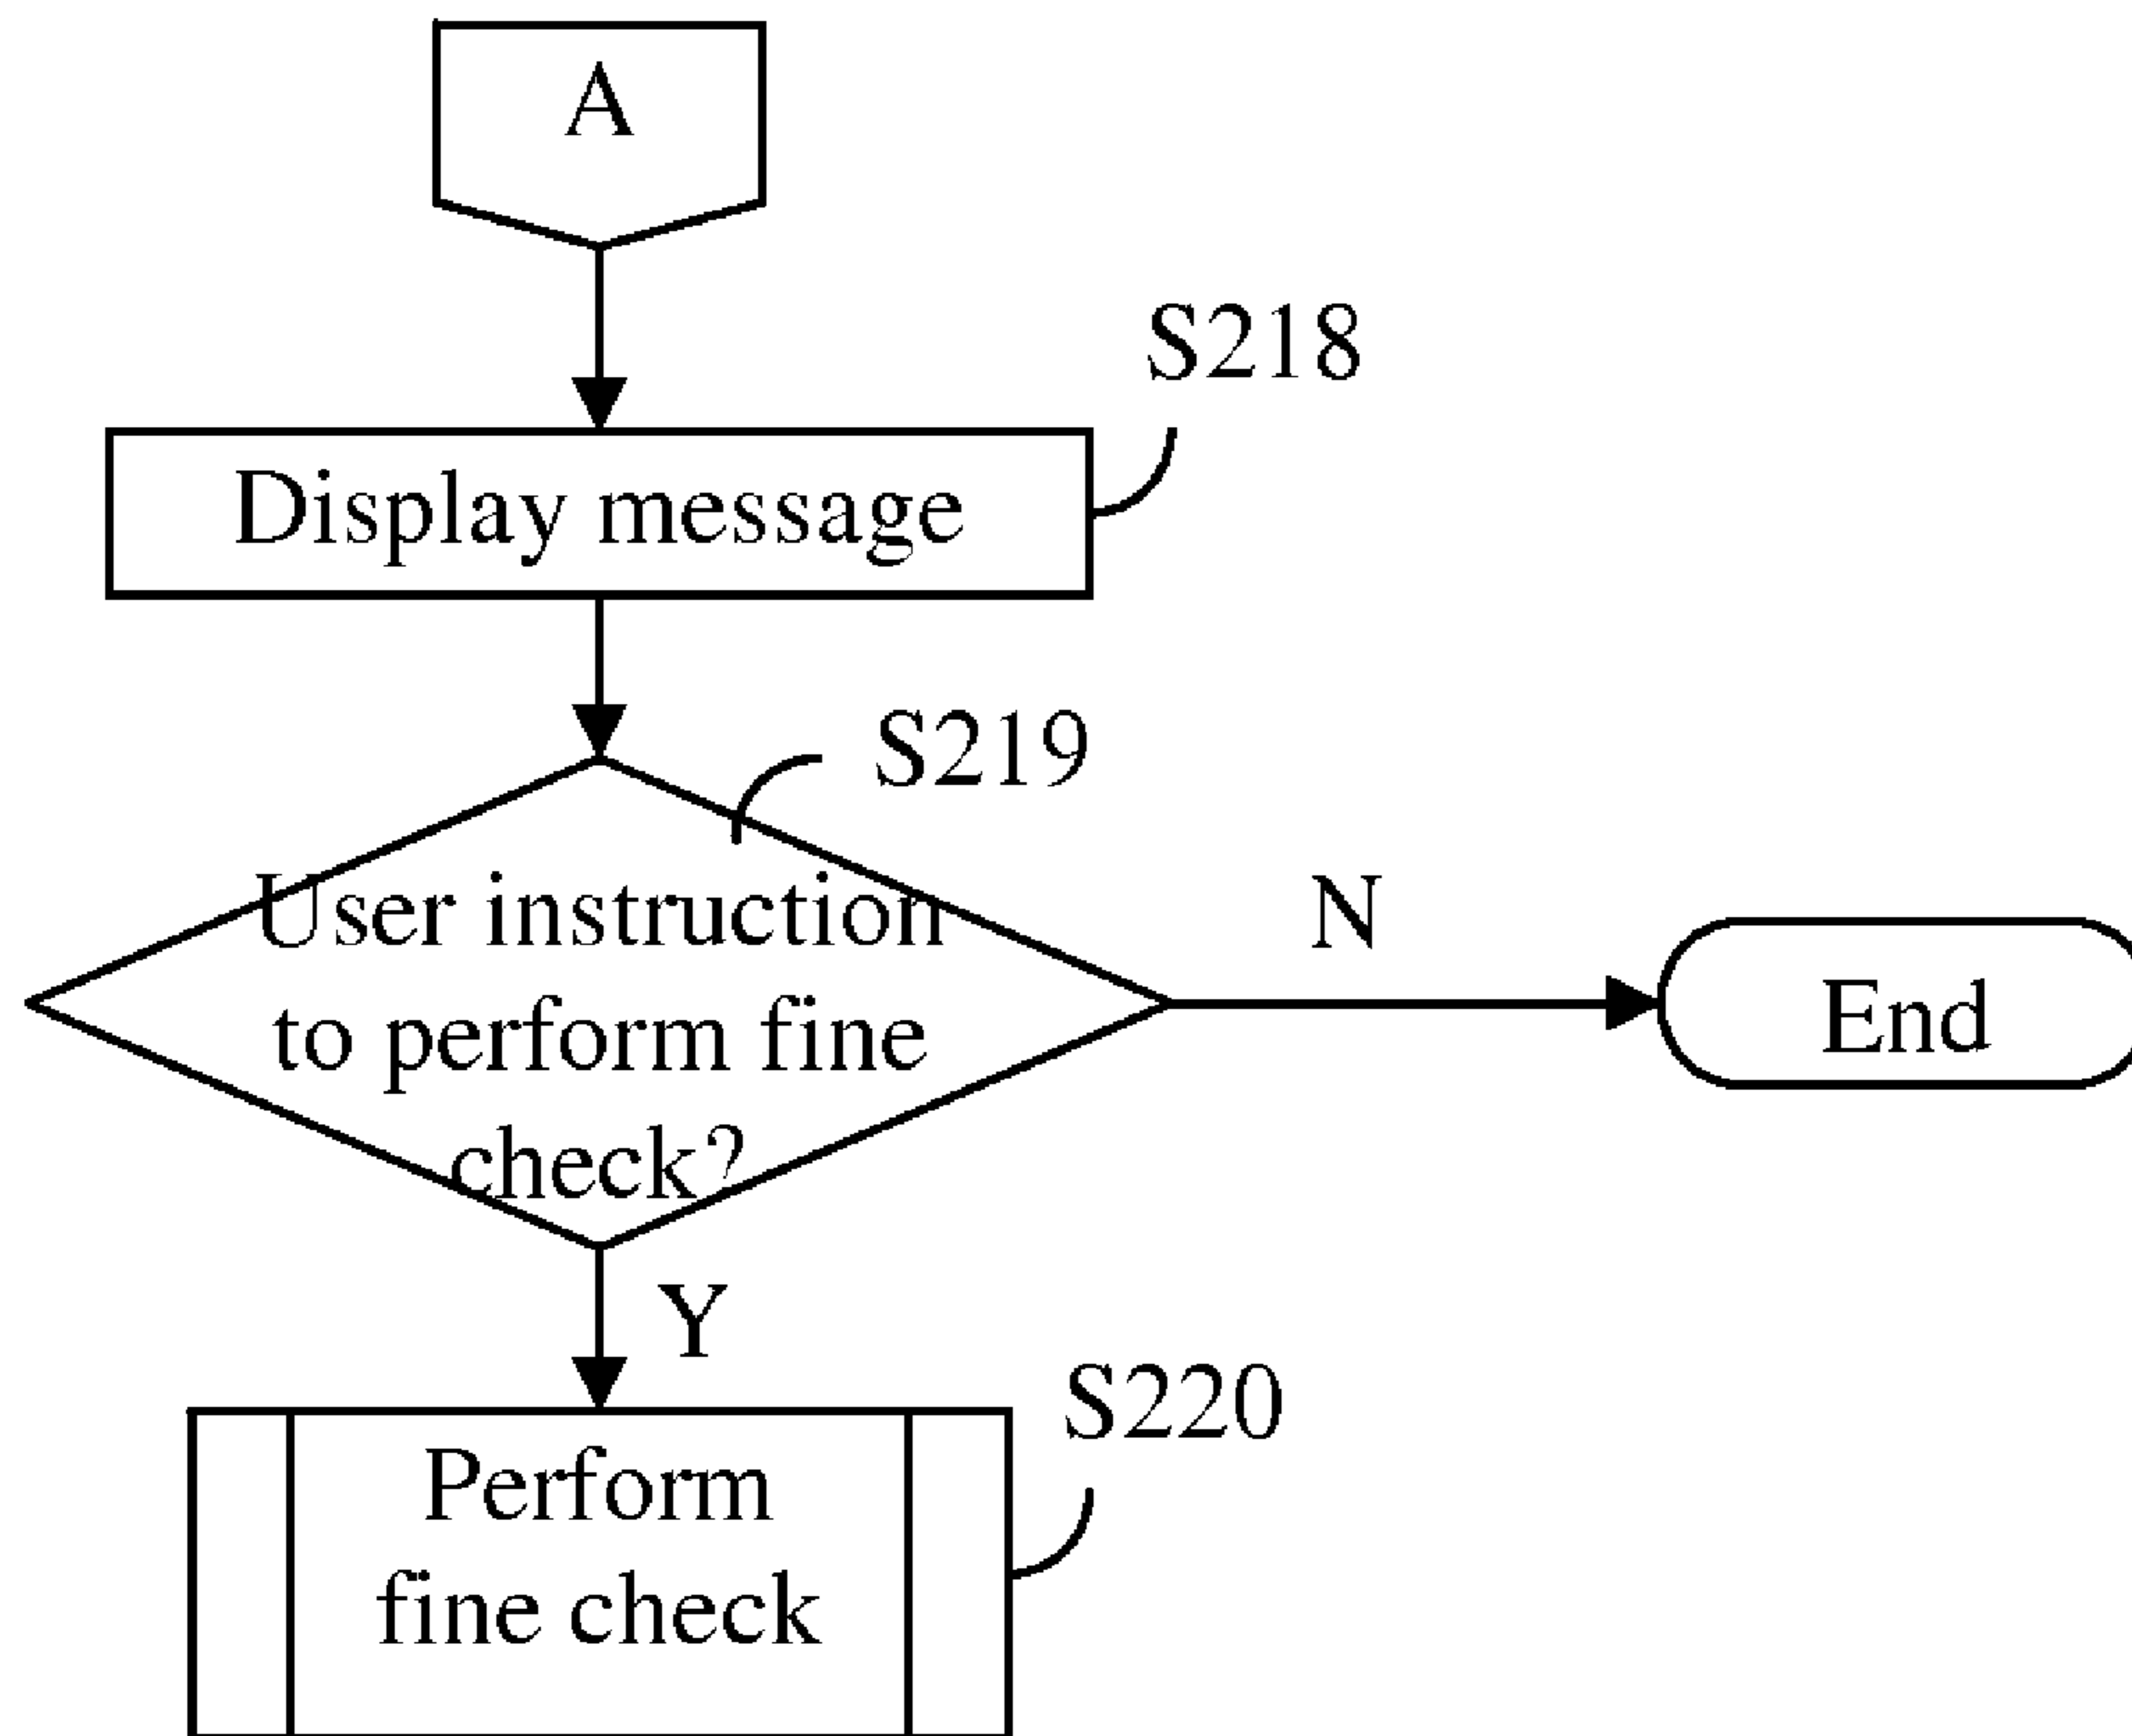 A
S218
Display message
S219
User instruction
to perform fine
check?
N
End
Y
S220
Perform
fine check